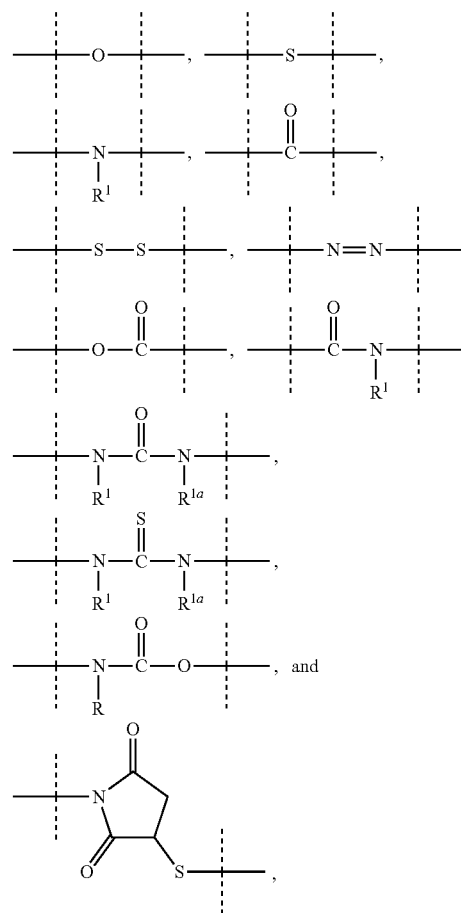 O , S ,
O
N , C ,
R¹
S S , N N
O O
O C , C N
R¹
O
N C N ,
R¹ R¹ᵃ
S
N C N ,
R¹ R¹ᵃ
O
N C O , and
R
O
N
O S ,